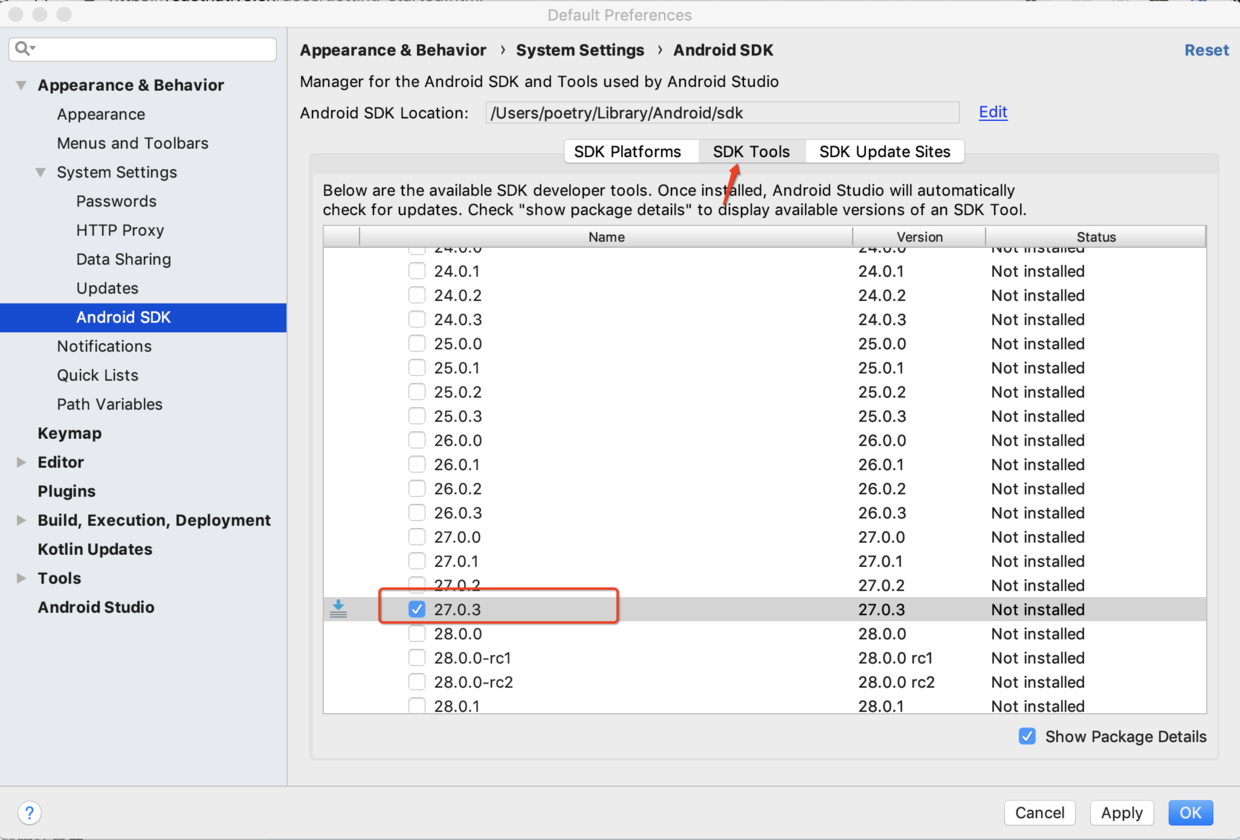 Default Preferences
Appearance & Behavior › System Settings › Android SDK Reset
Manager for the Android SDK and Tools used by Android Studio
Android SDK Location: /Users/poetry/Library/Android/sdk Edit
Appearance & Behavior
Appearance
Menus and Toolbars
System Settings
Passwords
HTTP Proxy
Data Sharing
Updates
Android SDK
Notifications
Quick Lists
Path Variables
Keymap
Editor
Plugins
Build, Execution, Deployment
Kotlin Updates
Tools
Android Studio
SDK Platforms SDK Tools SDK Update Sites
Below are the available SDK developer tools. Once installed, Android Studio will automatically
check for updates. Check "show package details" to display available versions of an SDK Tool.
Name Version Status
24.0.0 24.0.0 Not installed
24.0.1 24.0.1 Not installed
24.0.2 24.0.2 Not installed
24.0.3 24.0.3 Not installed
25.0.0 25.0.0 Not installed
25.0.1 25.0.1 Not installed
25.0.2 25.0.2 Not installed
25.0.3 25.0.3 Not installed
26.0.0 26.0.0 Not installed
26.0.1 26.0.1 Not installed
26.0.2 26.0.2 Not installed
26.0.3 26.0.3 Not installed
27.0.0 27.0.0 Not installed
27.0.1 27.0.1 Not installed
27.0.2 27.0.2 Not installed
27.0.3 27.0.3 Not installed
28.0.0 28.0.0 Not installed
28.0.0-rc1 28.0.0 rc1 Not installed
28.0.0-rc2 28.0.0 rc2 Not installed
28.0.1 28.0.1 Not installed
Show Package Details
? Cancel Apply OK